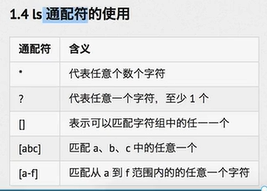 1.4 ls 通配符的使用
通配符 含义
* 代表任意个数个字符
? 代表任意一个字符，至少 1 个
[] 表示可以匹配字符组中的任一一个
[abc] 匹配 a、b、c 中的任意一个
[a-f] 匹配从 a 到 f 范围内的的任意一个字符